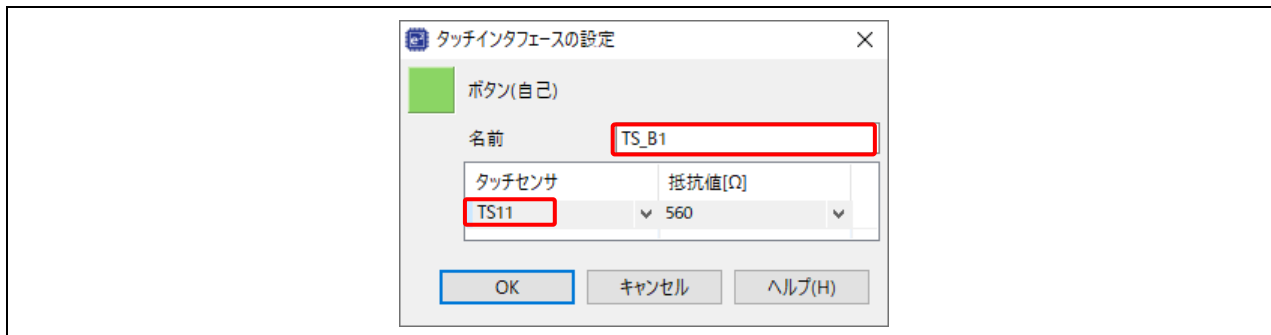 タッチインタフェースの設定
ボタン(自己)
名前 TS_B1
タッチセンサ 抵抗値[Ω]
TS11 560
OK キャンセル ヘルプ(H)